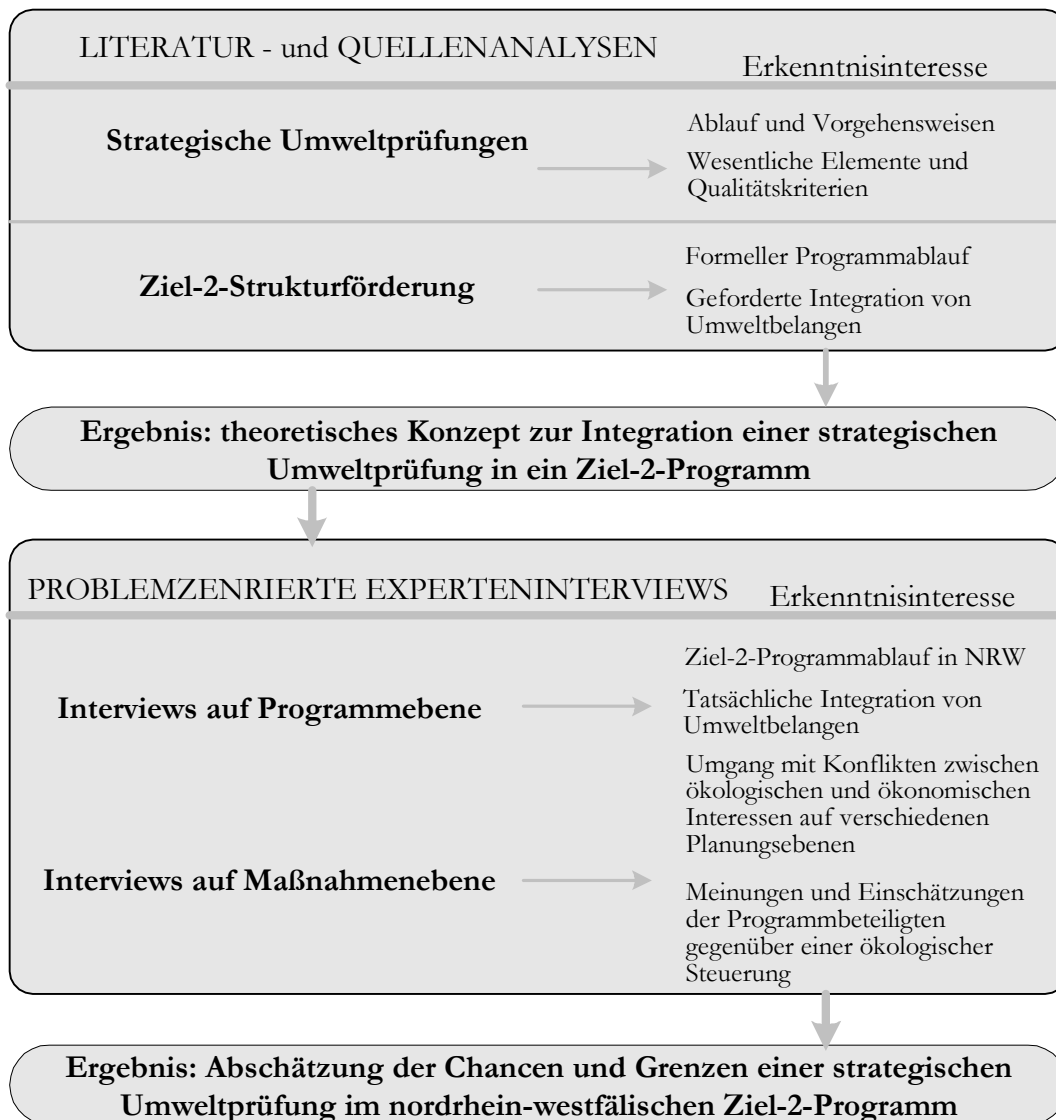 LITERATUR - und QUELLENANALYSEN
Erkenntnisinteresse
Strategische Umweltprüfungen
Ablauf und Vorgehensweisen
Wesentliche Elemente und
Qualitätskriterien
Ziel-2-Strukturförderung
Formeller Programmablauf
Geforderte Integration von
Umweltbelangen
Ergebnis: theoretisches Konzept zur Integration einer strategischen
Umweltprüfung in ein Ziel-2-Programm
PROBLEMZENRIERTE EXPERTENINTERVIEWS
Erkenntnisinteresse
Interviews auf Programmebene
Ziel-2-Programmablauf in NRW
Tatsächliche Integration von
Umweltbelangen
Umgang mit Konflikten zwischen
ökologischen und ökonomischen
Interessen auf verschiedenen
Planungsebenen
Interviews auf Maßnahmenebene
Meinungen und Einschätzungen
der Programmbeteiligten
gegenüber einer ökologischer
Steuerung
Ergebnis: Abschätzung der Chancen und Grenzen einer strategischen
Umweltprüfung im nordrhein-westfälischen Ziel-2-Programm